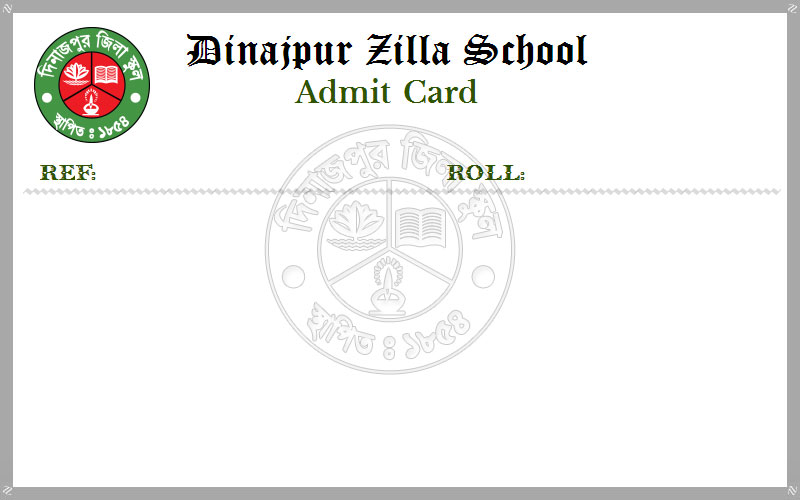 Dinajpur Zilla School
Admit Card
দিনাজপুর জিলা স্কুল
স্থাপিত : ১৮৫৪
REF:
ROLL:
দিনাজপুর জিলা স্কুল
স্থাপিত : ১৮৫৪